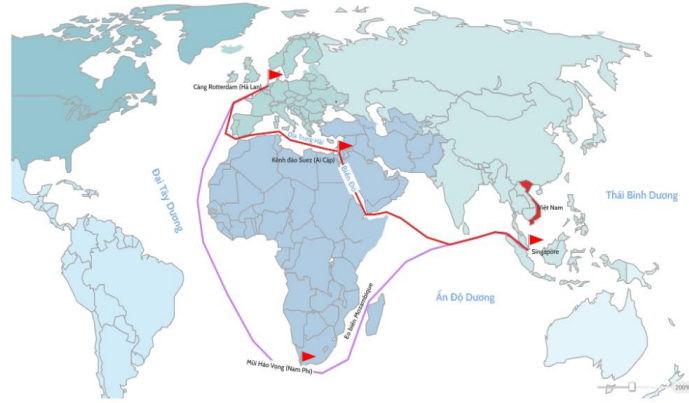 Cảng Rotterdam (Hà Lan)
Địa Trung Hải
Kênh đào Suez (Ai Cập)
Biển Đỏ
Đại Tây Dương
Thái Bình Dương
Việt Nam
Singapore
Ấn Độ Dương
Eo biển Mozambique
Mũi Hảo Vọng (Nam Phi)
200%